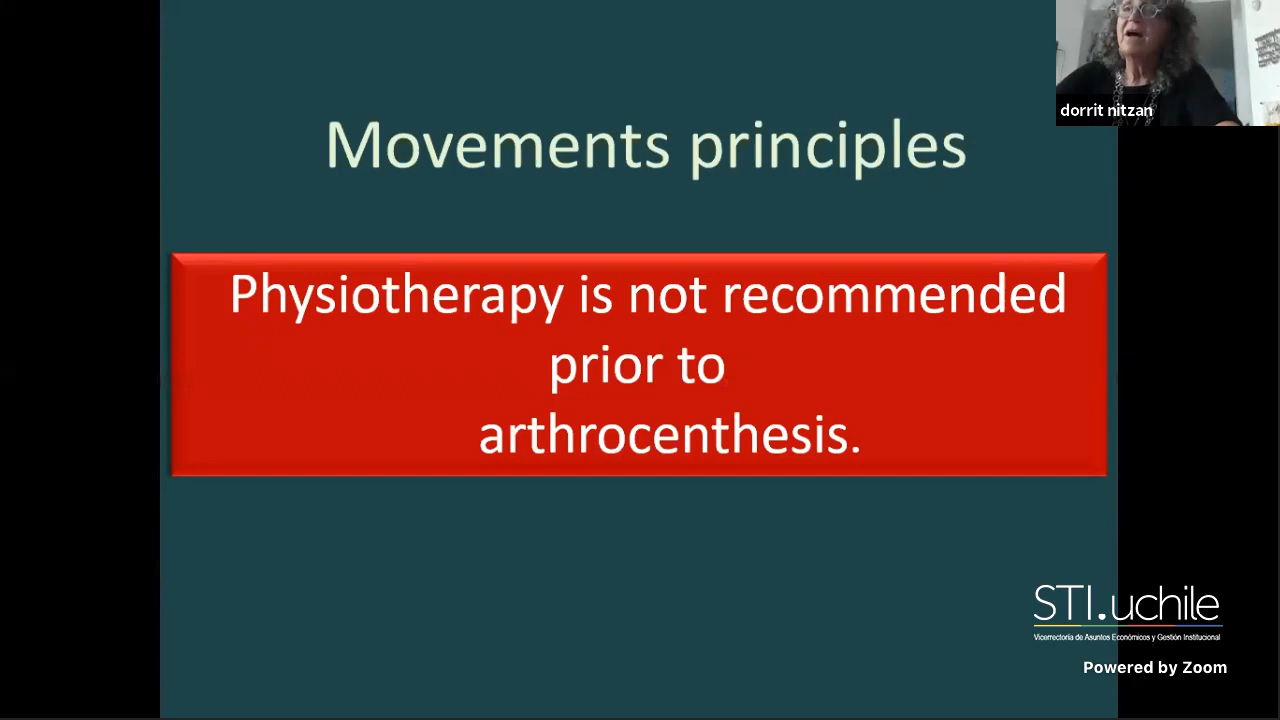 dorrit nitzan
Movements principles
Physiotherapy is not recommended
prior to
arthrocenthesis.
STI.uchile
Vicerrectoría de Asuntos Económicos y Gestión Institucional
Powered by Zoom